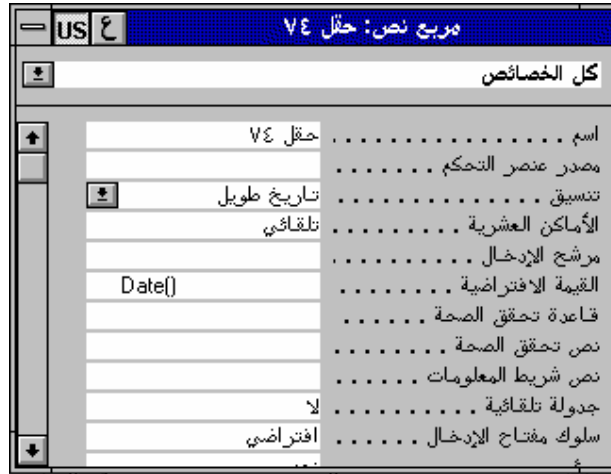 US ع مربع نص: حقل ٧٤
كل الخصائص
اسم . . . . . . . . . . . . . . . . . حقل ٧٤
مصدر عنصر التحكم . . . . . . .
تنسيق . . . . . . . . . . . . . . . تاريخ طويل
الأماكن العشرية . . . . . . . . . تلقائي
مرشح الإدخال . . . . . . . . . .
القيمة الافتراضية . . . . . . . . Date()
قاعدة تحقق الصحة . . . . . .
نص تحقق الصحة . . . . . . . .
نص شريط المعلومات . . . . . .
جدولة تلقائية . . . . . . . . . . . لا
سلوك مفتاح الإدخال . . . . . . افتراضي